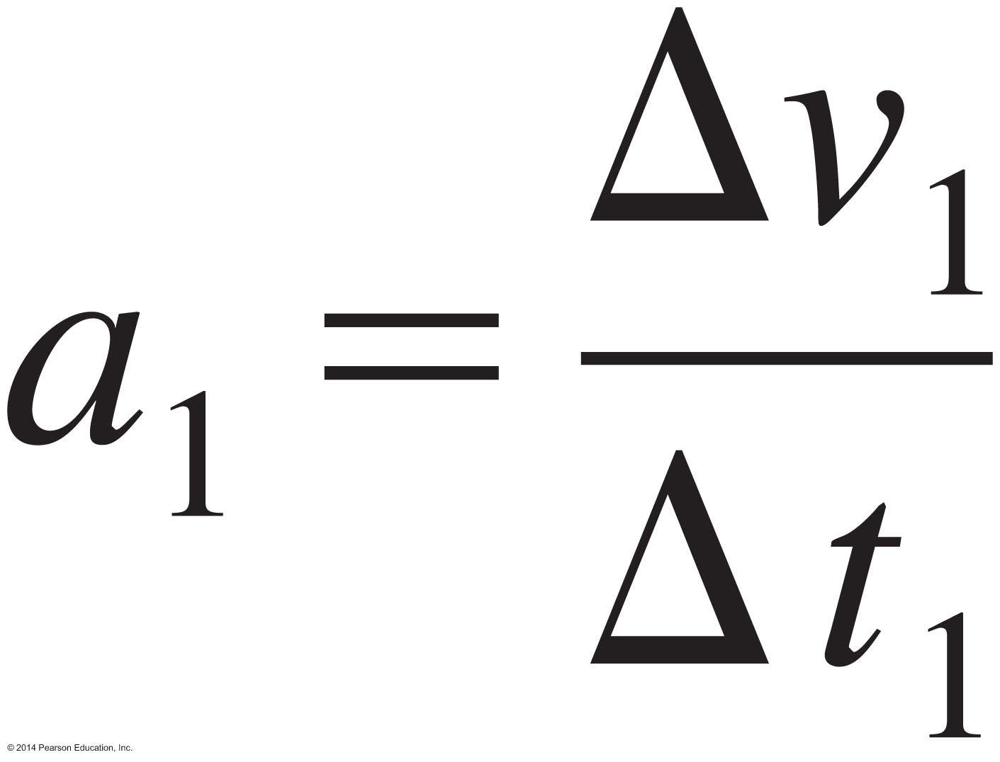 a₁ = Δv₁ / Δt₁
© 2014 Pearson Education, Inc.